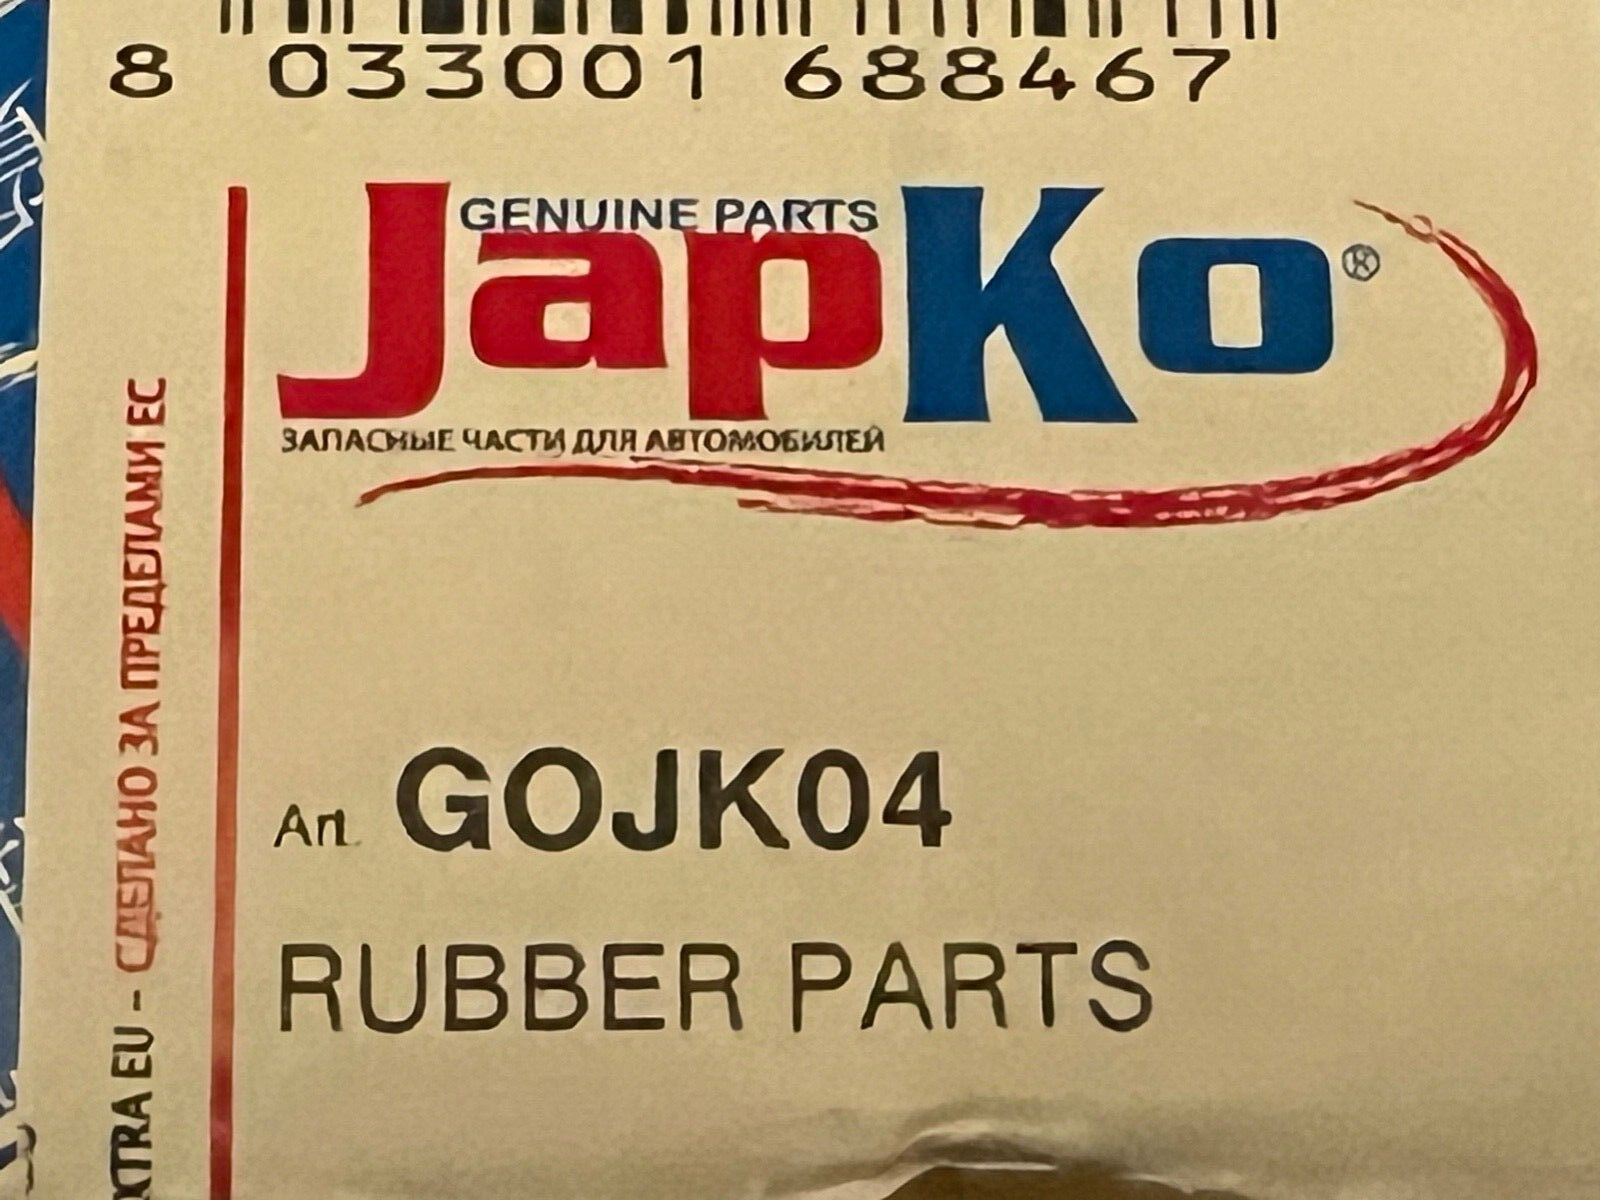 8 033001 688467
GENUINE PARTS
JapKo®
ЗАПАСНЫЕ ЧАСТИ ДЛЯ АВТОМОБИЛЕЙ
Art. GOJK04
RUBBER PARTS
EXTRA EU - СДЕЛАНО ЗА ПРЕДЕЛАМИ ЕС